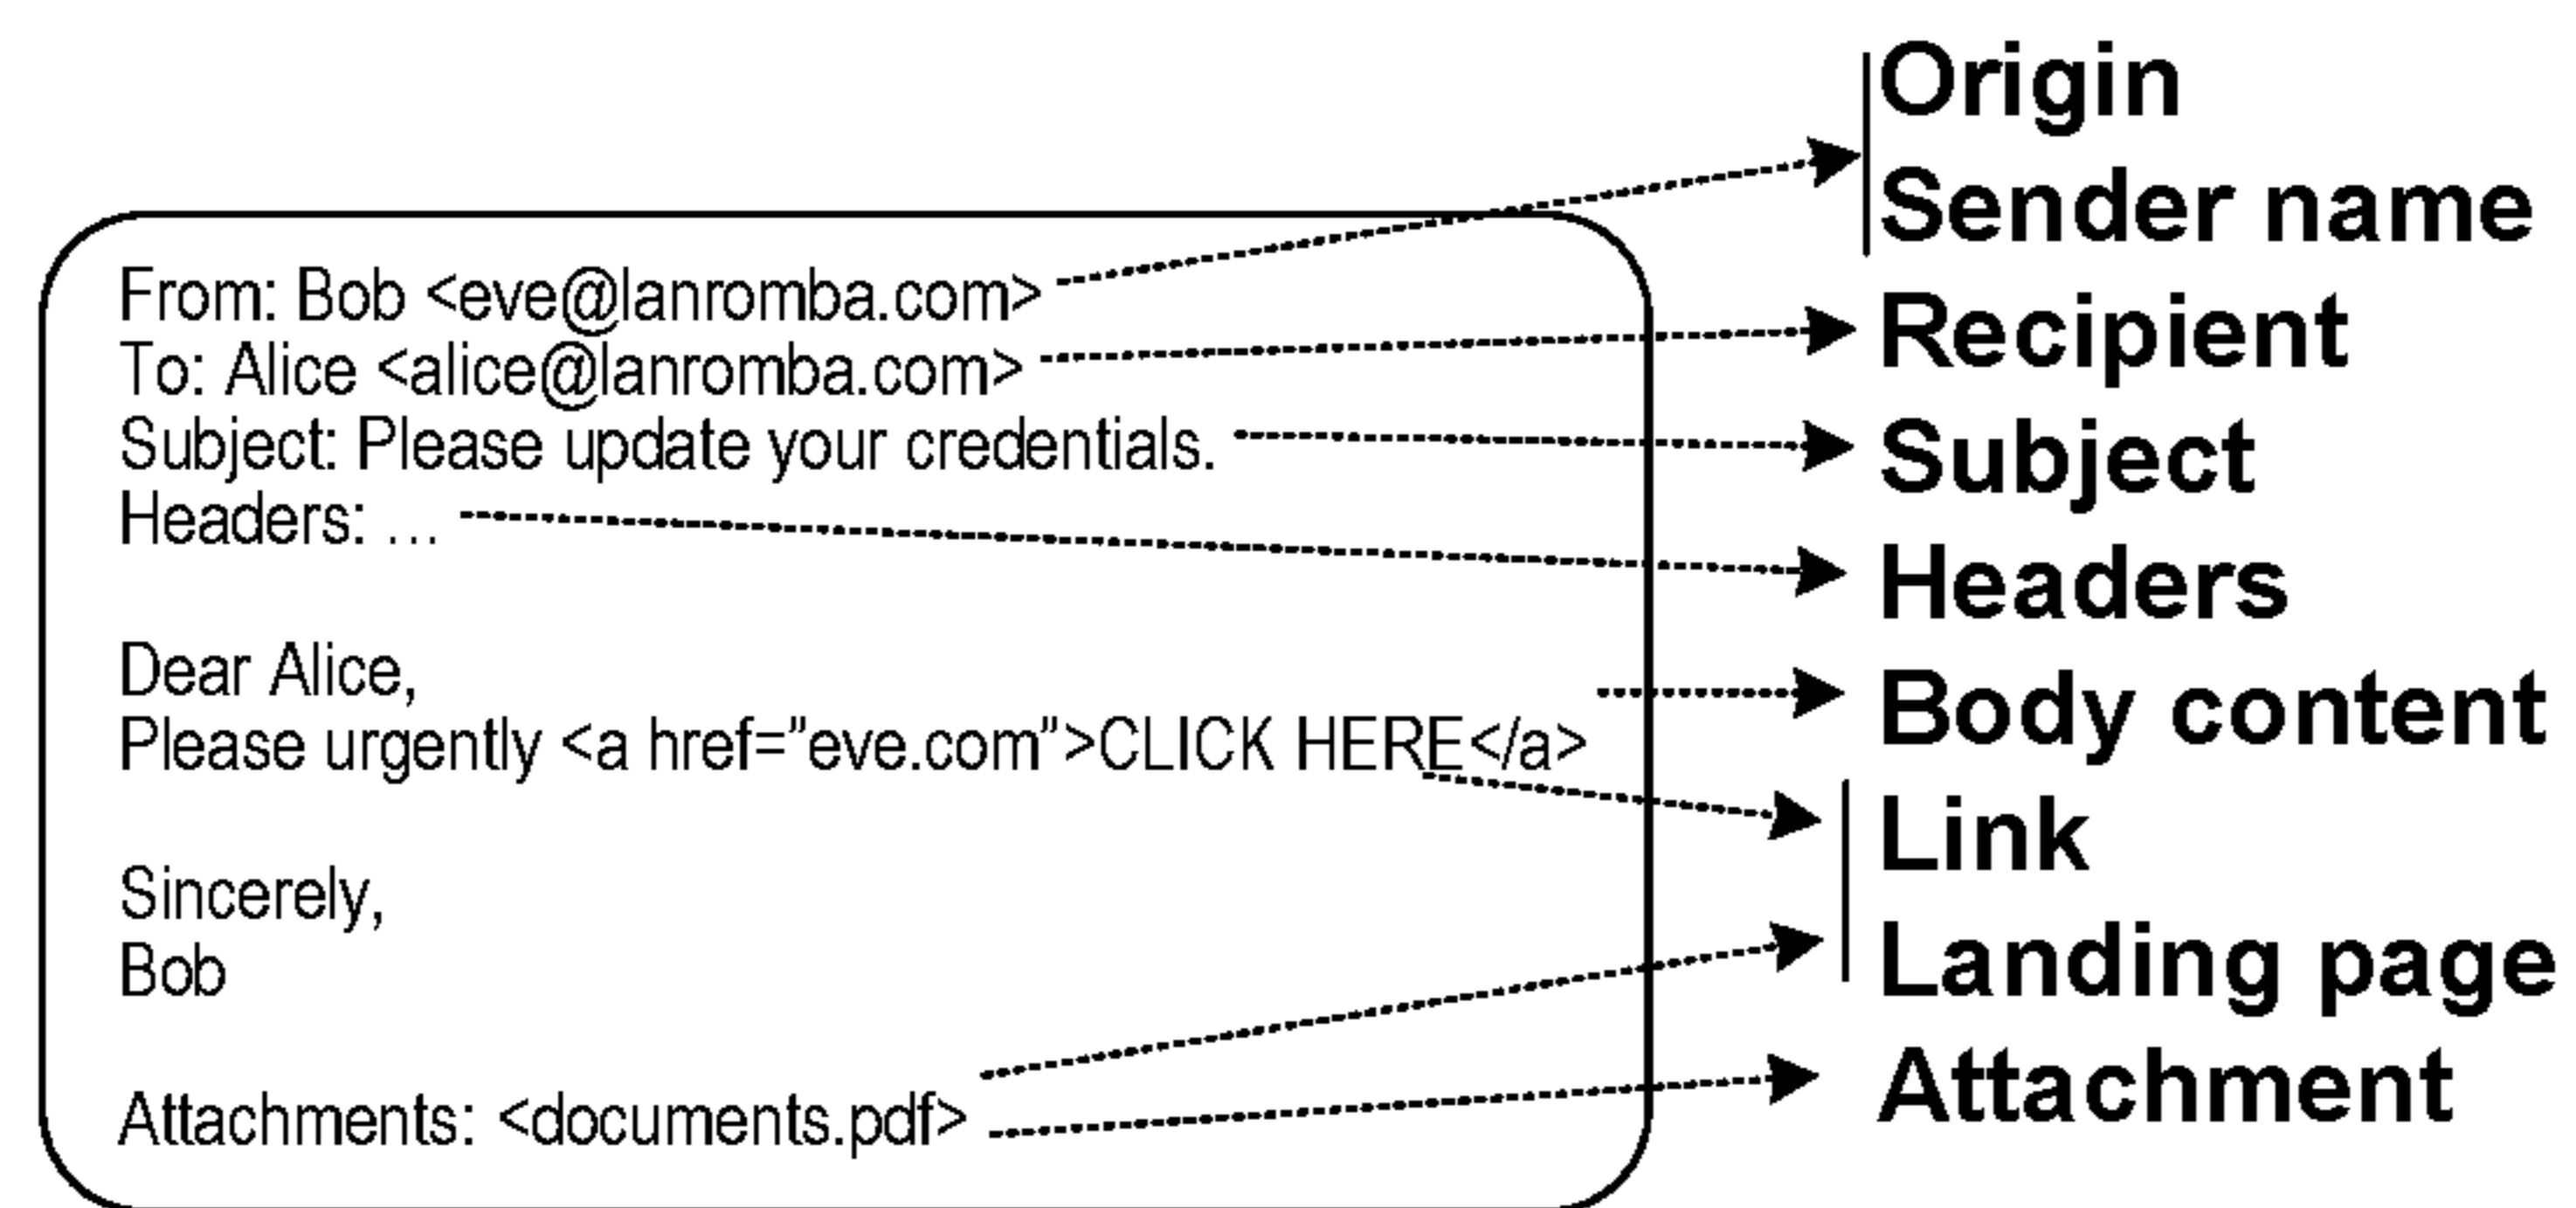 Origin
Sender name
From: Bob <eve@lanromba.com>
Recipient
To: Alice <alice@lanromba.com>
Subject: Please update your credentials.
Subject
Headers: ...
Headers
Dear Alice,
Body content
Please urgently <a href=”eve.com”>CLICK HERE</a>
Link
Sincerely,
Bob
Landing page
Attachments: <documents.pdf>
Attachment